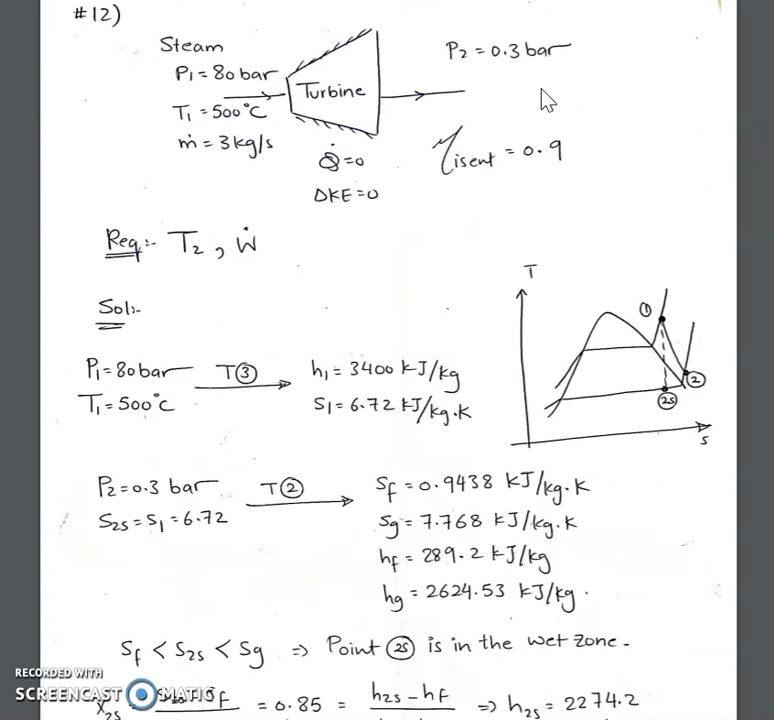 #12)
Steam
P1 = 80 bar
T1 = 500°C
ṁ = 3 kg/s
Turbine
P2 = 0.3 bar
ηisent = 0.9
Q̇ = 0
ΔKE = 0
Req:- T2 , Ẇ
Sol:-
P1 = 80 bar
T1 = 500°C
T③
h1 = 3400 kJ/kg
S1 = 6.72 kJ/kg.K
T
①
②
2s
s
P2 = 0.3 bar
S2s = S1 = 6.72
T②
Sf = 0.9438 kJ/kg.K
Sg = 7.768 kJ/kg.K
hf = 289.2 kJ/kg
hg = 2624.53 kJ/kg.
Sf < S2s < Sg ⇒ Point 2s is in the wet zone.
RECORDED WITH
SCREENCAST MATIC
x2s = Sf = 0.85 = h2s - hf ⇒ h2s = 2274.2